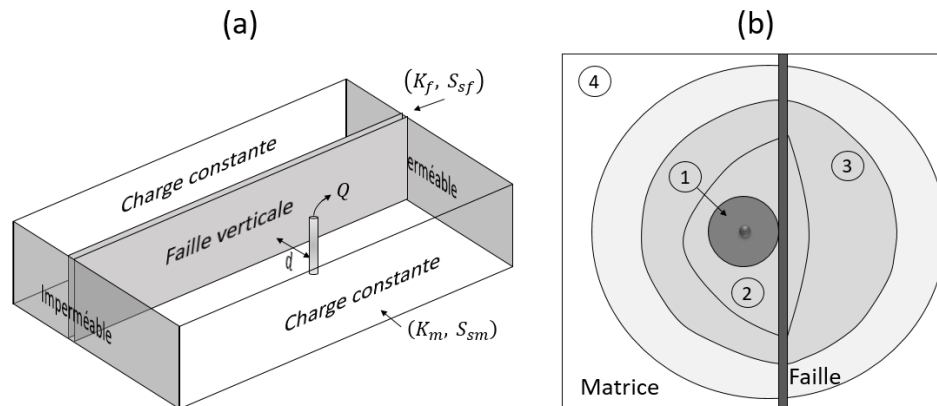 (a)
(K_f, S_sf)
Charge constante
erméable
Faille verticale
Q
d
Imperméable
Charge constante
(K_m, S_sm)
(b)
4
1
3
2
Matrice
Faille